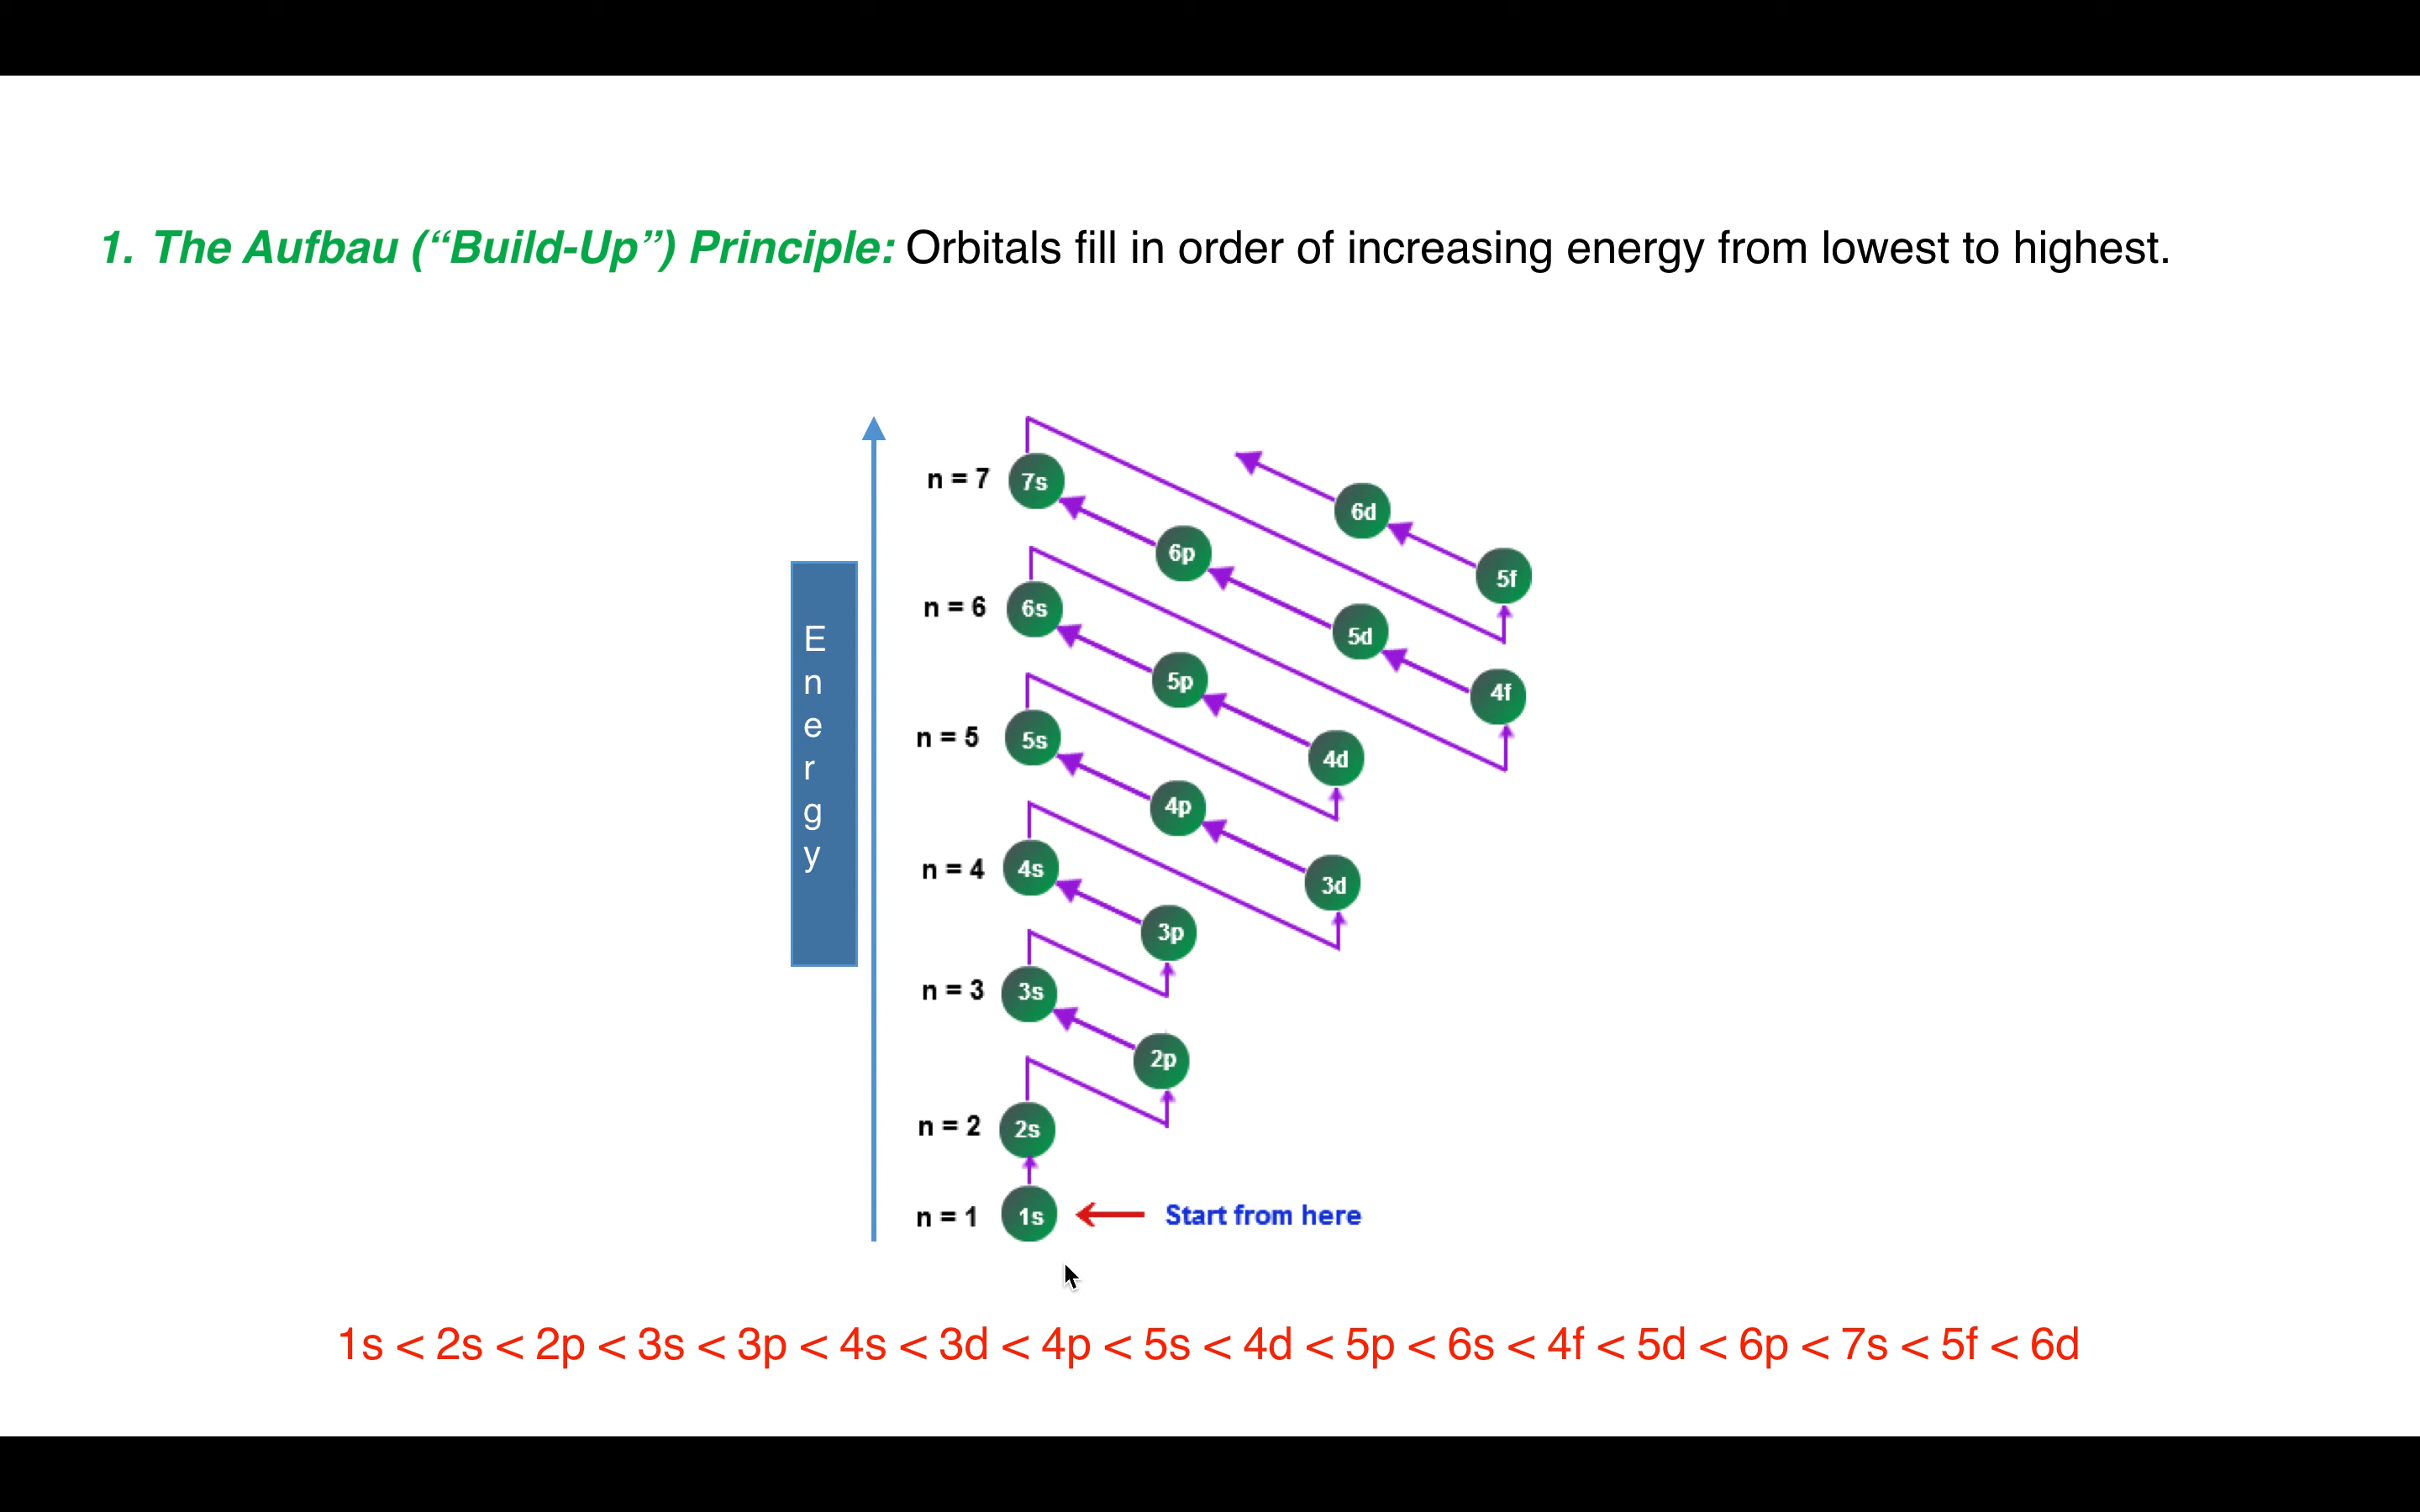 1. The Aufbau (“Build-Up”) Principle: Orbitals fill in order of increasing energy from lowest to highest.
Energy
n = 7 7s
6d
6p
5f
n = 6 6s
5d
5p
4f
n = 5 5s
4d
4p
n = 4 4s
3d
3p
n = 3 3s
2p
n = 2 2s
n = 1 1s Start from here
1s < 2s < 2p < 3s < 3p < 4s < 3d < 4p < 5s < 4d < 5p < 6s < 4f < 5d < 6p < 7s < 5f < 6d